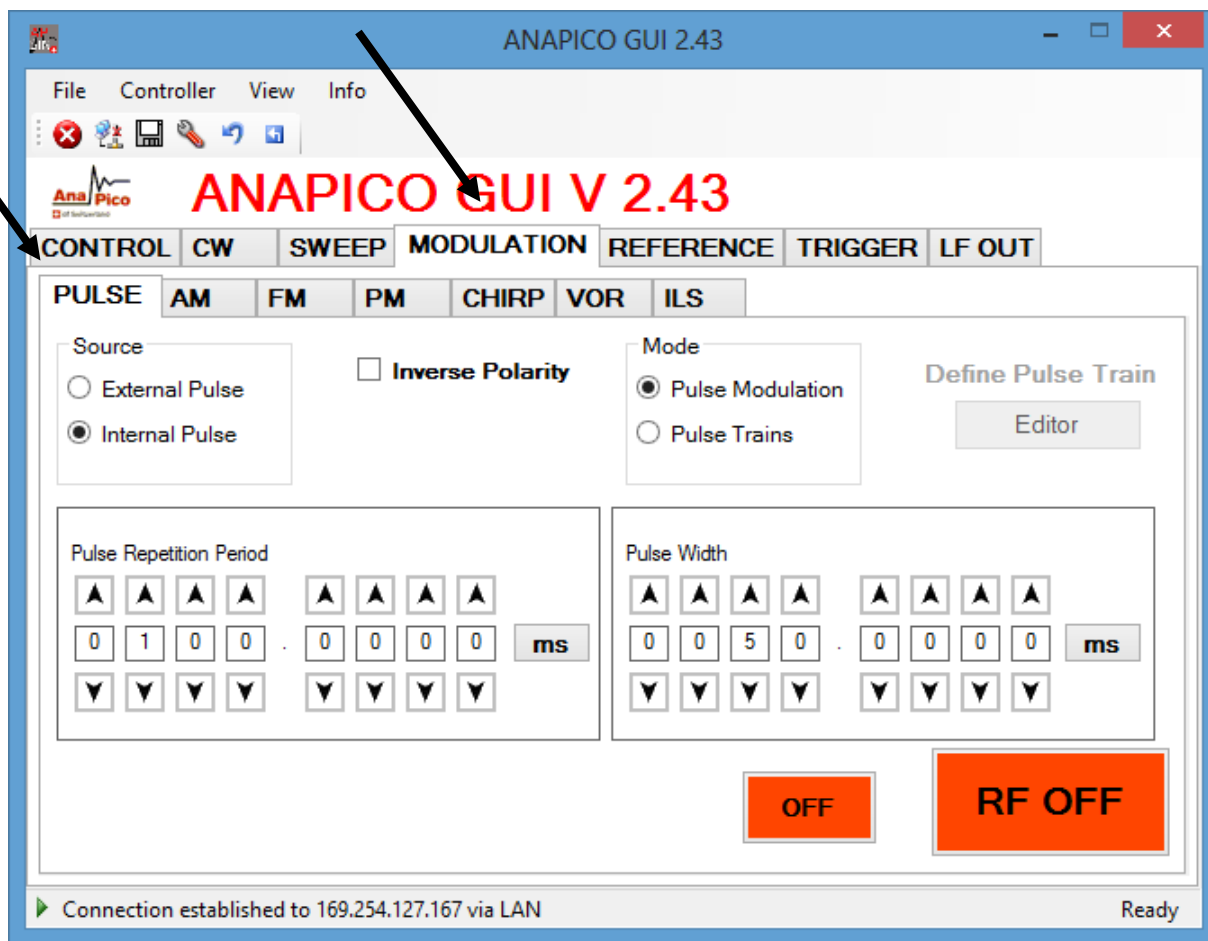 ANAPICO GUI 2.43
File Controller View Info
Ana Pico
ANAPICO GUI V 2.43
CONTROL CW SWEEP MODULATION REFERENCE TRIGGER LF OUT
PULSE AM FM PM CHIRP VOR ILS
Source
External Pulse
Internal Pulse
Inverse Polarity
Mode
Pulse Modulation
Pulse Trains
Define Pulse Train
Editor
Pulse Repetition Period
0 1 0 0 . 0 0 0 0 ms
Pulse Width
0 0 5 0 . 0 0 0 0 ms
OFF
RF OFF
Connection established to 169.254.127.167 via LAN
Ready